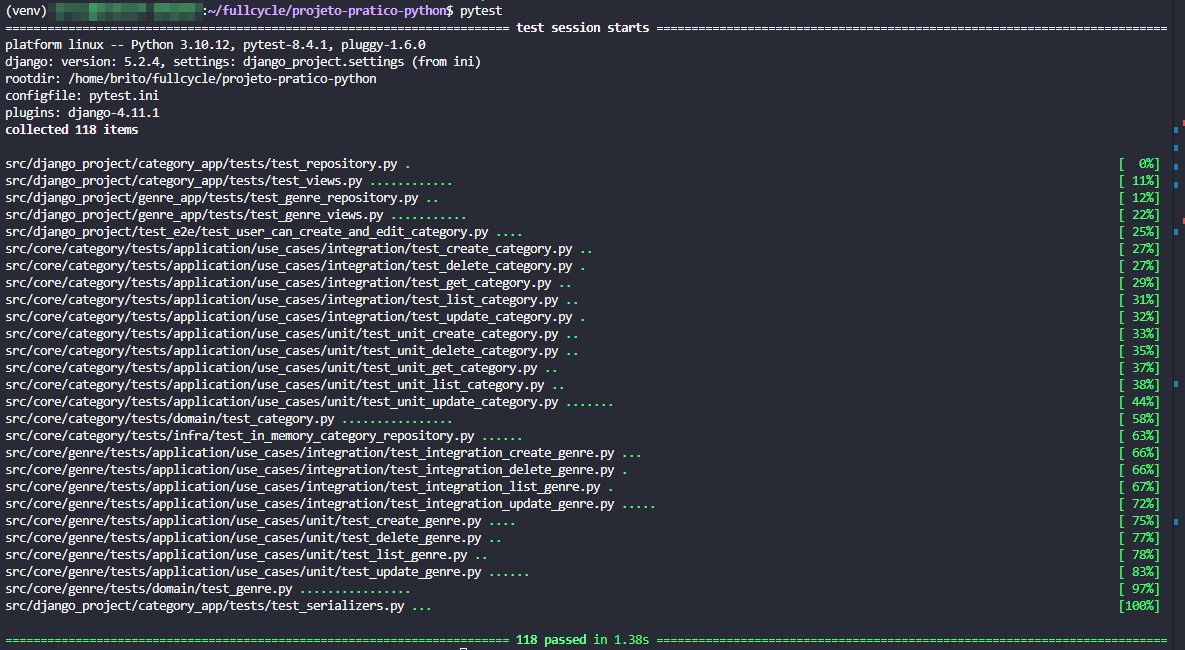 (venv) :~/fullcycle/projeto-pratico-python$ pytest
============================= test session starts =============================
platform linux -- Python 3.10.12, pytest-8.4.1, pluggy-1.6.0
django: version: 5.2.4, settings: django_project.settings (from ini)
rootdir: /home/brito/fullcycle/projeto-pratico-python
configfile: pytest.ini
plugins: django-4.11.1
collected 118 items
src/django_project/category_app/tests/test_repository.py . [  0%]
src/django_project/category_app/tests/test_views.py ............ [ 11%]
src/django_project/genre_app/tests/test_genre_repository.py .. [ 12%]
src/django_project/genre_app/tests/test_genre_views.py ........... [ 22%]
src/django_project/test_e2e/test_user_can_create_and_edit_category.py .... [ 25%]
src/core/category/tests/application/use_cases/integration/test_create_category.py .. [ 27%]
src/core/category/tests/application/use_cases/integration/test_delete_category.py . [ 27%]
src/core/category/tests/application/use_cases/integration/test_get_category.py .. [ 29%]
src/core/category/tests/application/use_cases/integration/test_list_category.py .. [ 31%]
src/core/category/tests/application/use_cases/integration/test_update_category.py . [ 32%]
src/core/category/tests/application/use_cases/unit/test_unit_create_category.py .. [ 33%]
src/core/category/tests/application/use_cases/unit/test_unit_delete_category.py .. [ 35%]
src/core/category/tests/application/use_cases/unit/test_unit_get_category.py .. [ 37%]
src/core/category/tests/application/use_cases/unit/test_unit_list_category.py .. [ 38%]
src/core/category/tests/application/use_cases/unit/test_unit_update_category.py ....... [ 44%]
src/core/category/tests/domain/test_category.py ................ [ 58%]
src/core/category/tests/infra/test_in_memory_category_repository.py ...... [ 63%]
src/core/genre/tests/application/use_cases/integration/test_integration_create_genre.py ... [ 66%]
src/core/genre/tests/application/use_cases/integration/test_integration_delete_genre.py . [ 66%]
src/core/genre/tests/application/use_cases/integration/test_integration_list_genre.py . [ 67%]
src/core/genre/tests/application/use_cases/integration/test_integration_update_genre.py ..... [ 72%]
src/core/genre/tests/application/use_cases/unit/test_create_genre.py .... [ 75%]
src/core/genre/tests/application/use_cases/unit/test_delete_genre.py .. [ 77%]
src/core/genre/tests/application/use_cases/unit/test_list_genre.py .. [ 78%]
src/core/genre/tests/application/use_cases/unit/test_update_genre.py ...... [ 83%]
src/core/genre/tests/domain/test_genre.py ................ [ 97%]
src/django_project/category_app/tests/test_serializers.py ... [100%]
============================= 118 passed in 1.38s =============================